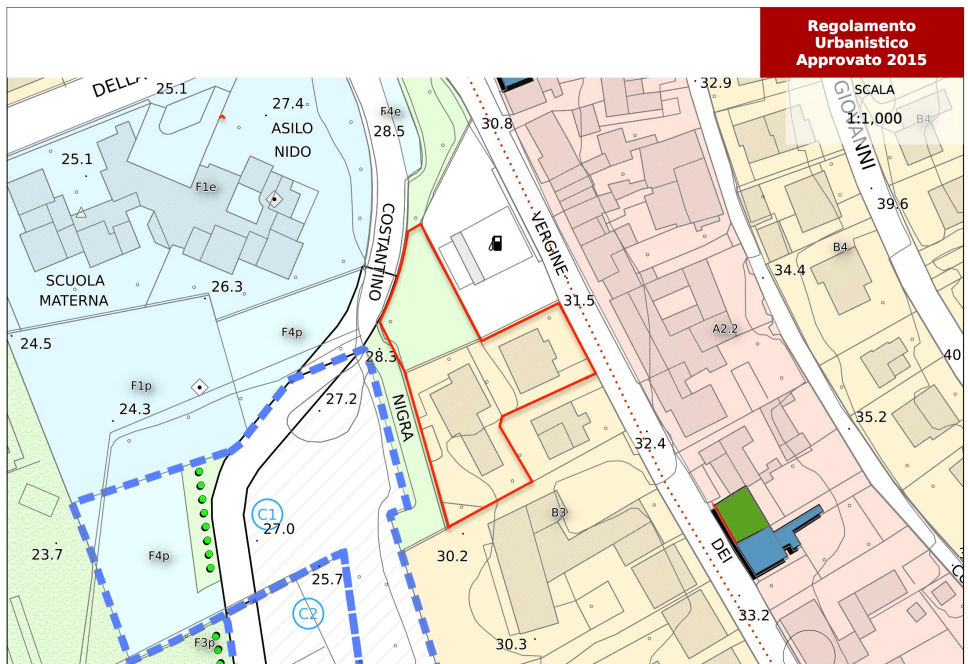 Regolamento
Urbanistico
Approvato 2015
SCALA
1:1,000
DELLA
25.1
27.4
ASILO
NIDO
F4e
28.5
30.8
32.9
GIOVANNI
B4
25.1
F1e
39.6
COSTANTINO
VERGINE
B4
34.4
SCUOLA
MATERNA
26.3
31.5
F4p
A2.2
24.5
28.3
40
F1p
24.3
27.2
NIGRA
35.2
32.4
C1
27.0
B3
23.7
F4p
30.2
DEI
25.7
C2
33.2
F3p
30.3